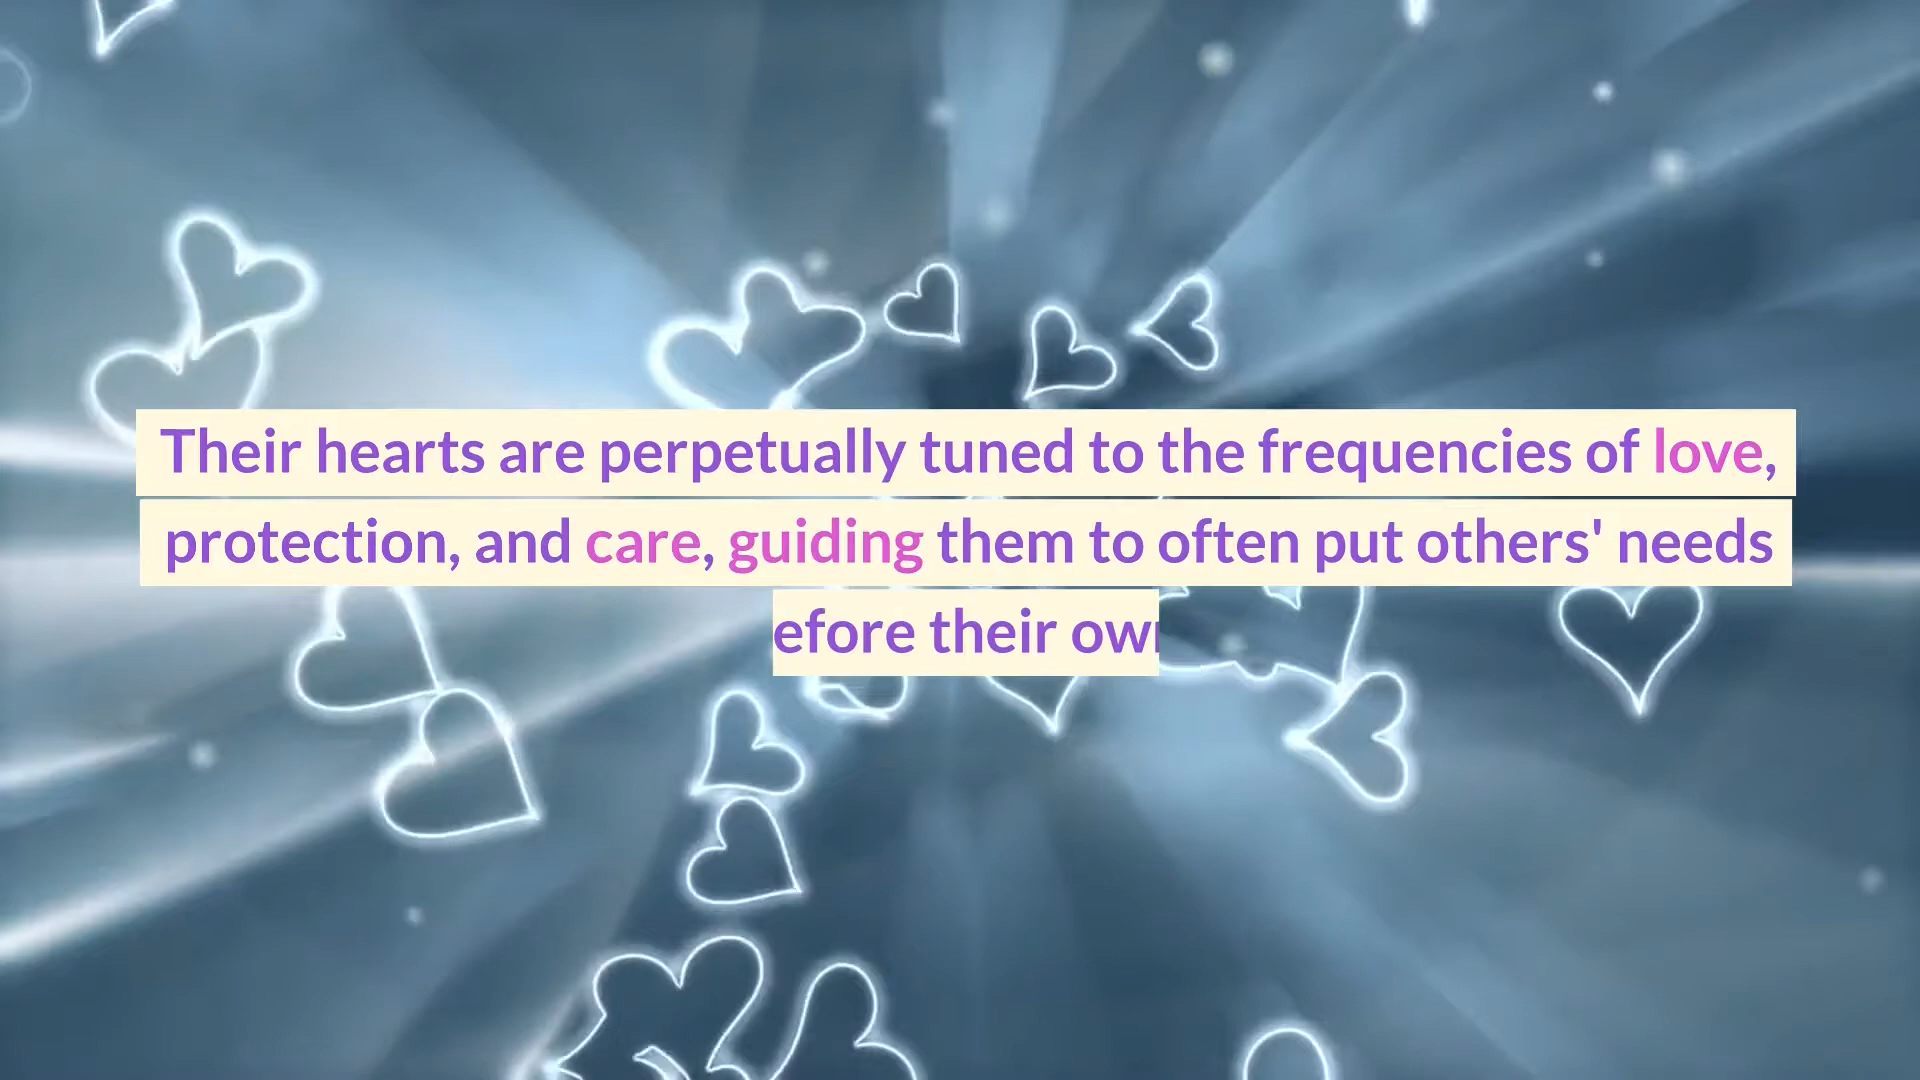 Their hearts are perpetually tuned to the frequencies of love,
protection, and care, guiding them to often put others' needs
efore their own